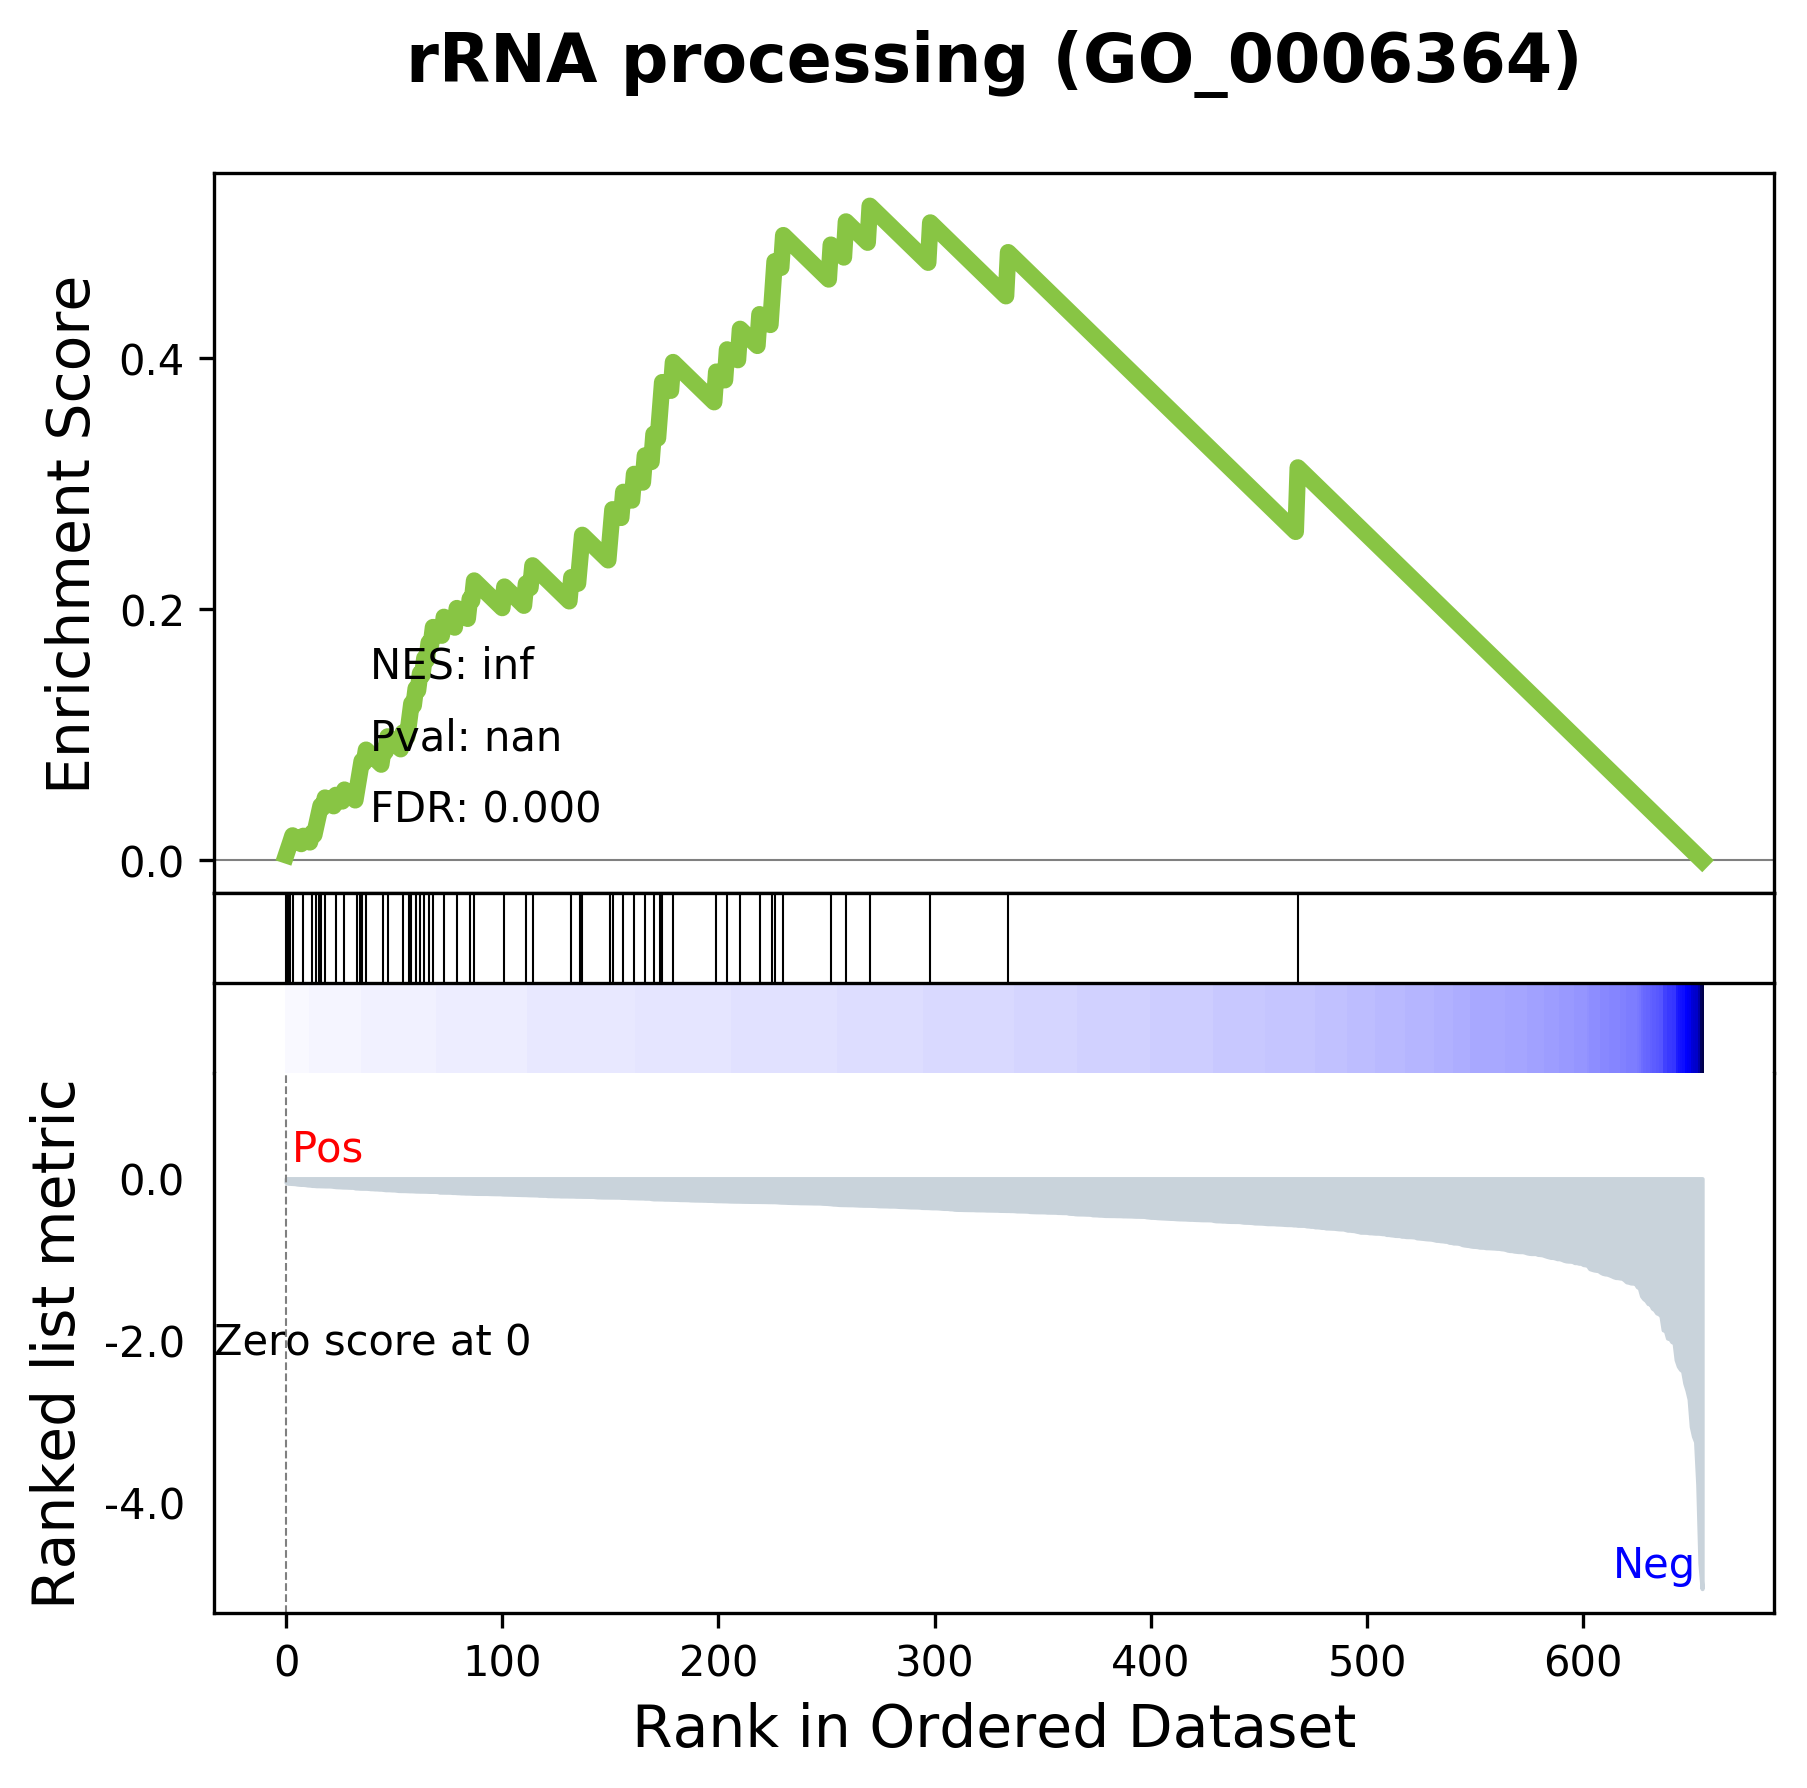 rRNA processing (GO_0006364)
Enrichment Score
0.4
0.2
0.0
NES: inf
Pval: nan
FDR: 0.000
Ranked list metric
0.0
-2.0
-4.0
Pos
Zero score at 0
Neg
0 100 200 300 400 500 600
Rank in Ordered Dataset